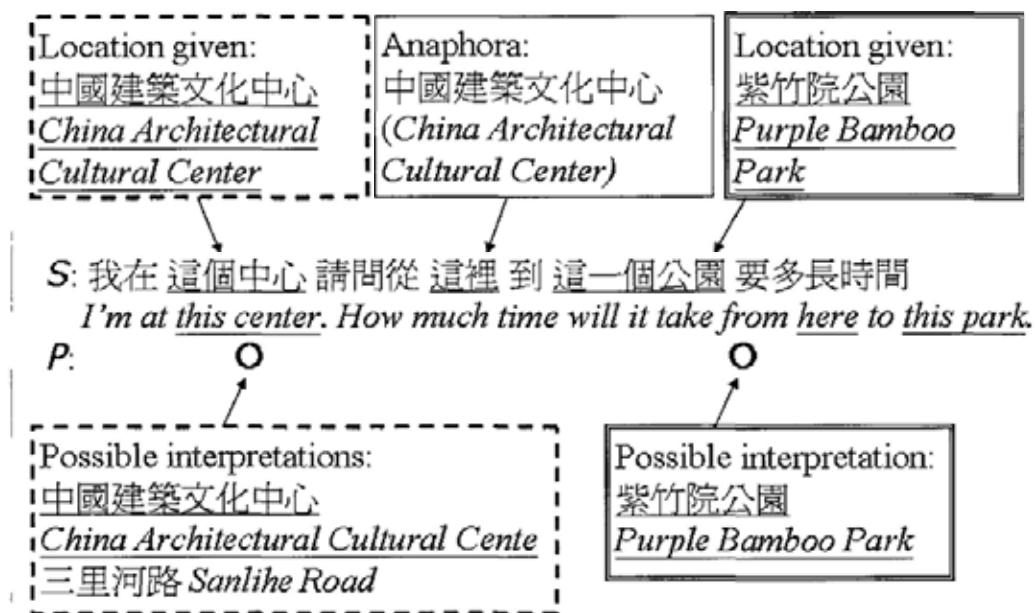 Location given:
中國建築文化中心
China Architectural
Cultural Center
Anaphora:
中國建築文化中心
(China Architectural
Cultural Center)
Location given:
紫竹院公園
Purple Bamboo
Park
S: 我在 這個中心 請問從 這裡 到 這一個公園 要多長時間
I'm at this center. How much time will it take from here to this park.
P: O O
Possible interpretations:
中國建築文化中心
China Architectural Cultural Cente
三里河路 Sanlihe Road
Possible interpretation:
紫竹院公園
Purple Bamboo Park